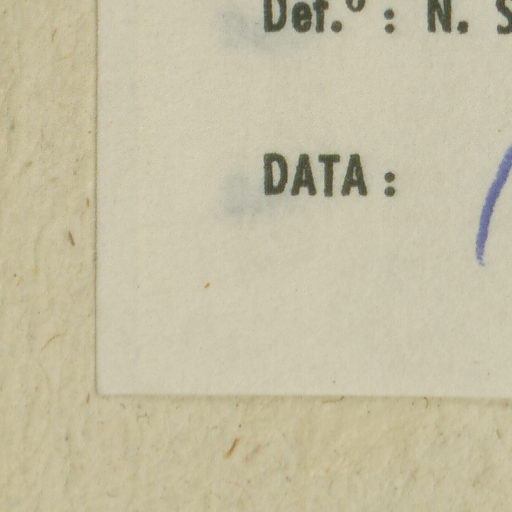 Def.º : N. S
DATA :